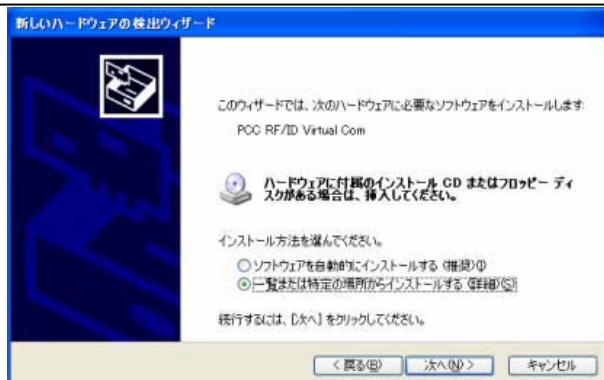 新しいハードウェアの検出ウィザード
このウィザードでは、次のハードウェアに必要なソフトウェアをインストールします:
PCC RF/ID Virtual Com
ハードウェアに付属のインストール CD またはフロッピー ディ
スクがある場合は、挿入してください。
インストール方法を選んでください。
ソフトウェアを自動的にインストールする (推奨)(I)
一覧または特定の場所からインストールする (詳細)(S)
続行するには、[次へ] をクリックしてください。
< 戻る(B)
次へ(N) >
キャンセル